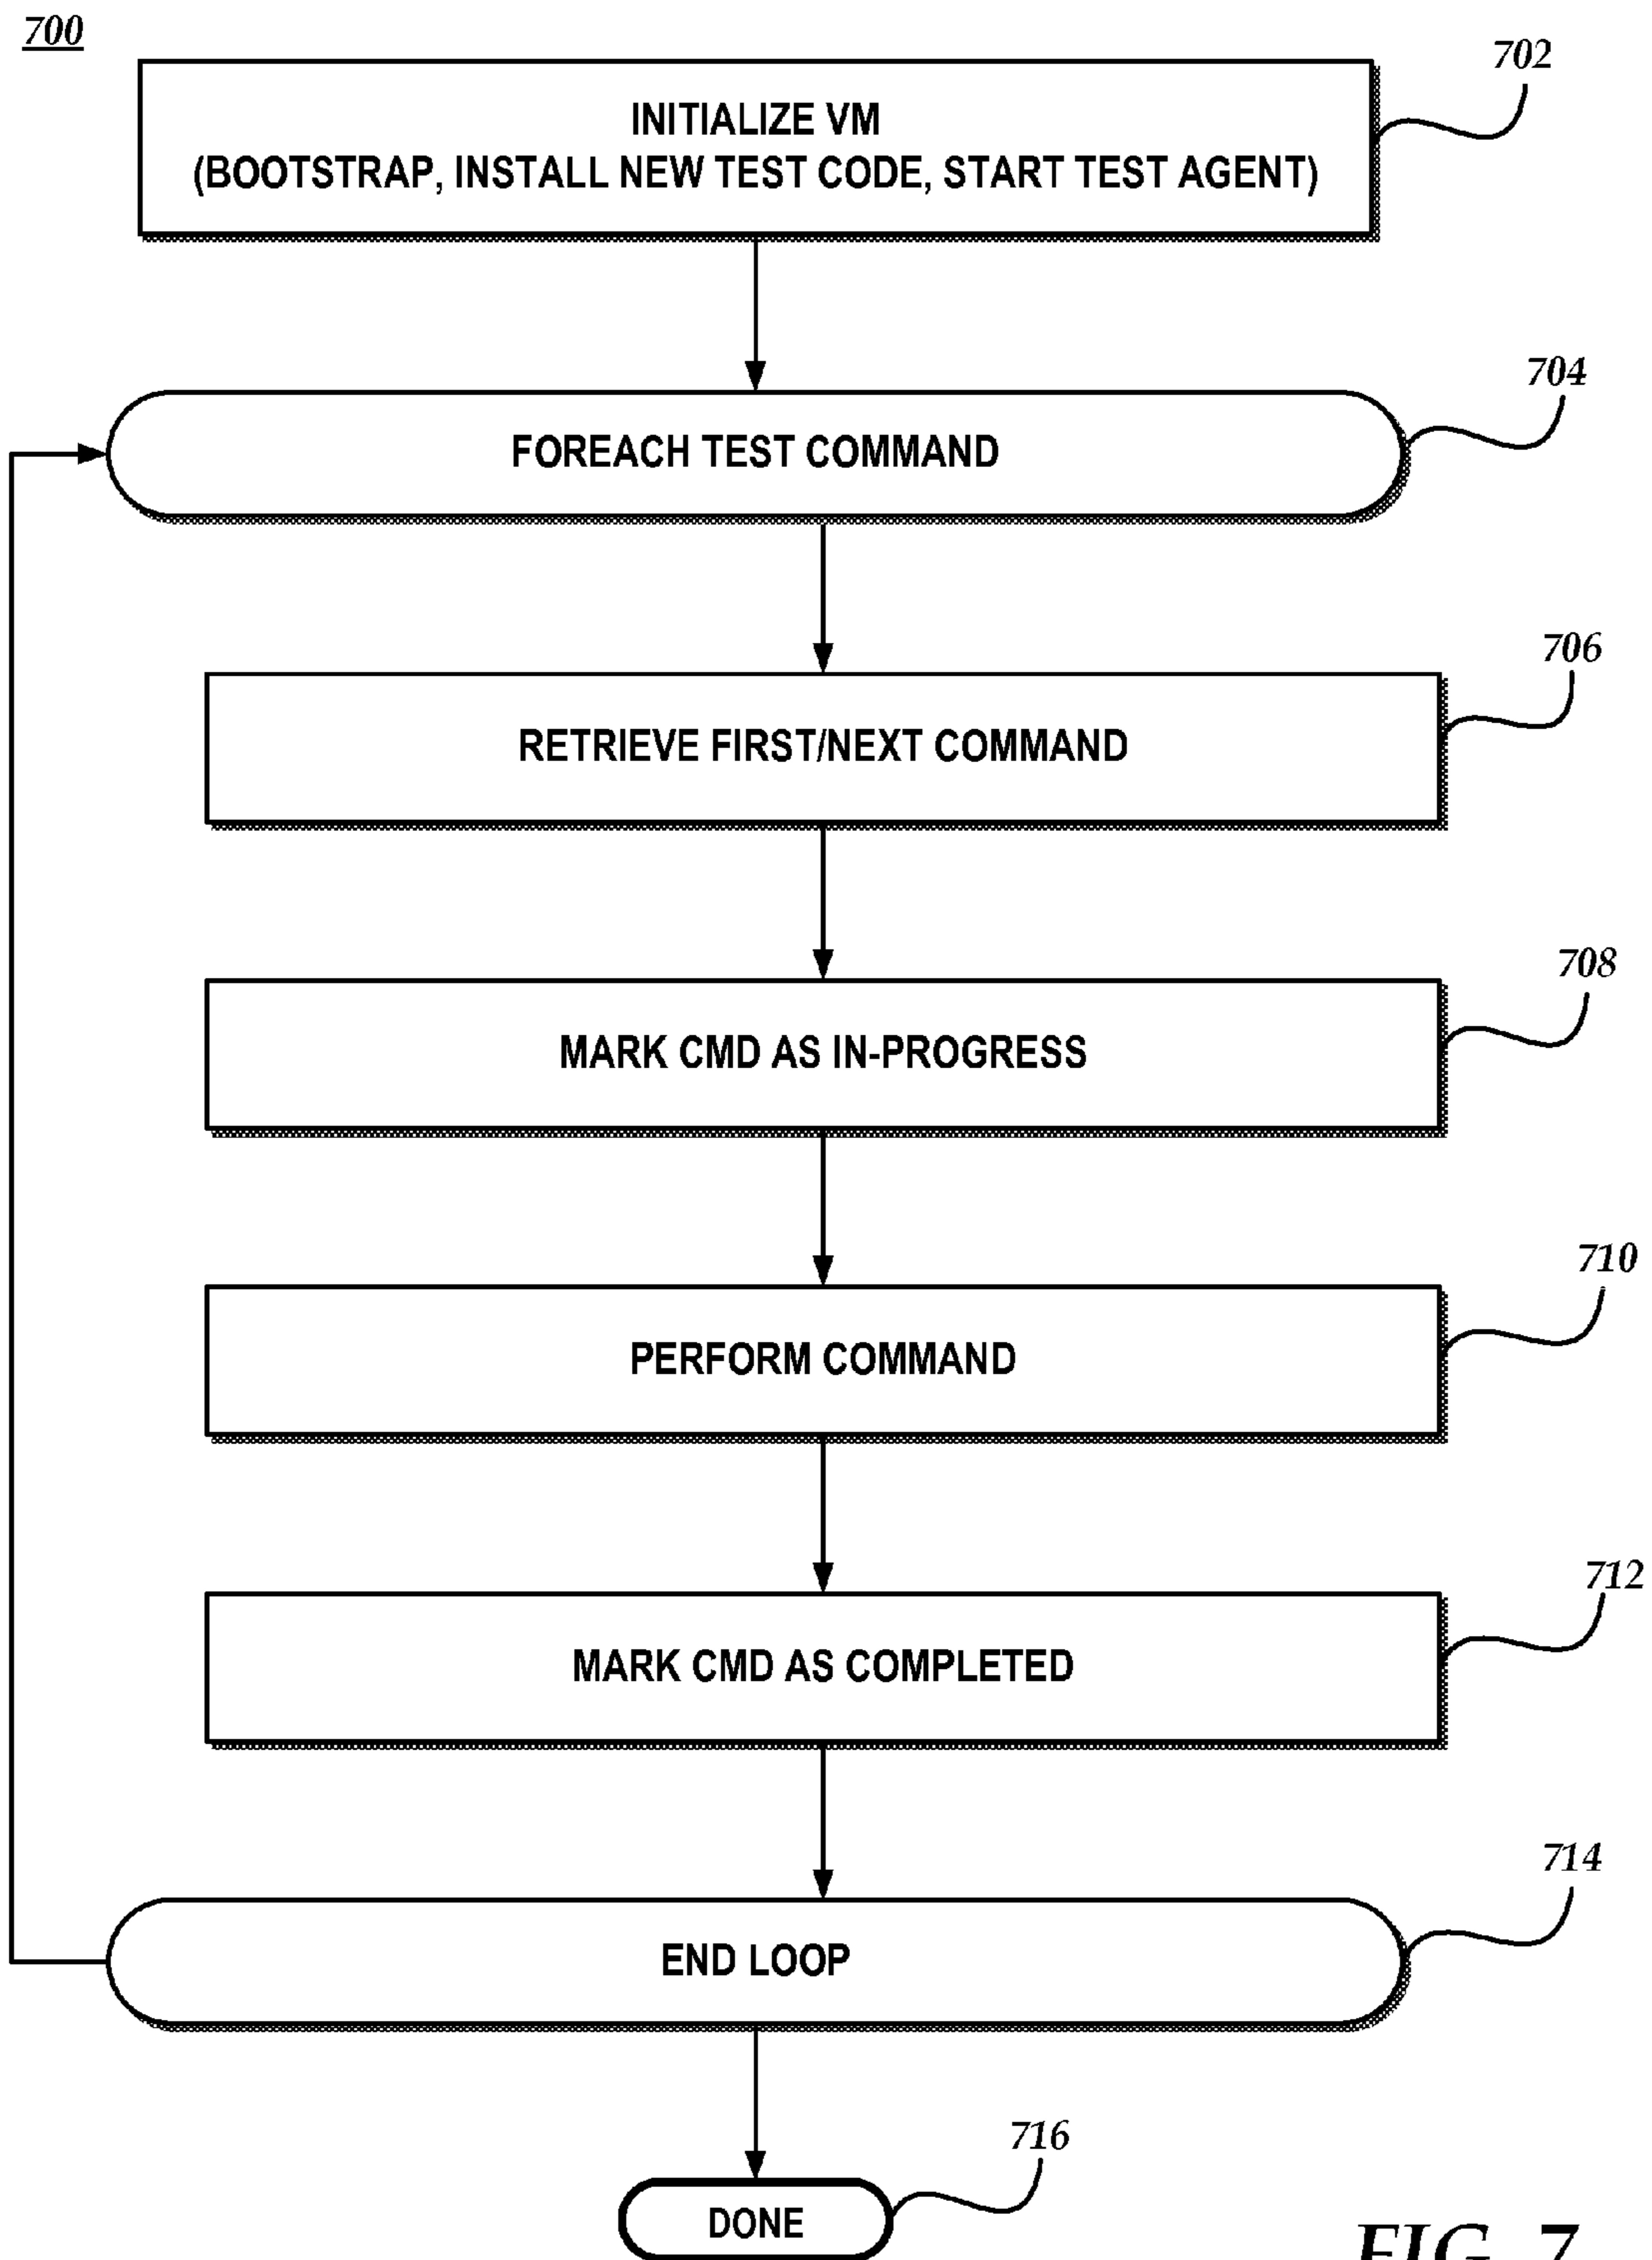 700
702
INITIALIZE VM
(BOOTSTRAP, INSTALL NEW TEST CODE, START TEST AGENT)
704
FOREACH TEST COMMAND
706
RETRIEVE FIRST/NEXT COMMAND
708
MARK CMD AS IN-PROGRESS
710
PERFORM COMMAND
712
MARK CMD AS COMPLETED
714
END LOOP
716
DONE
FIG. 7